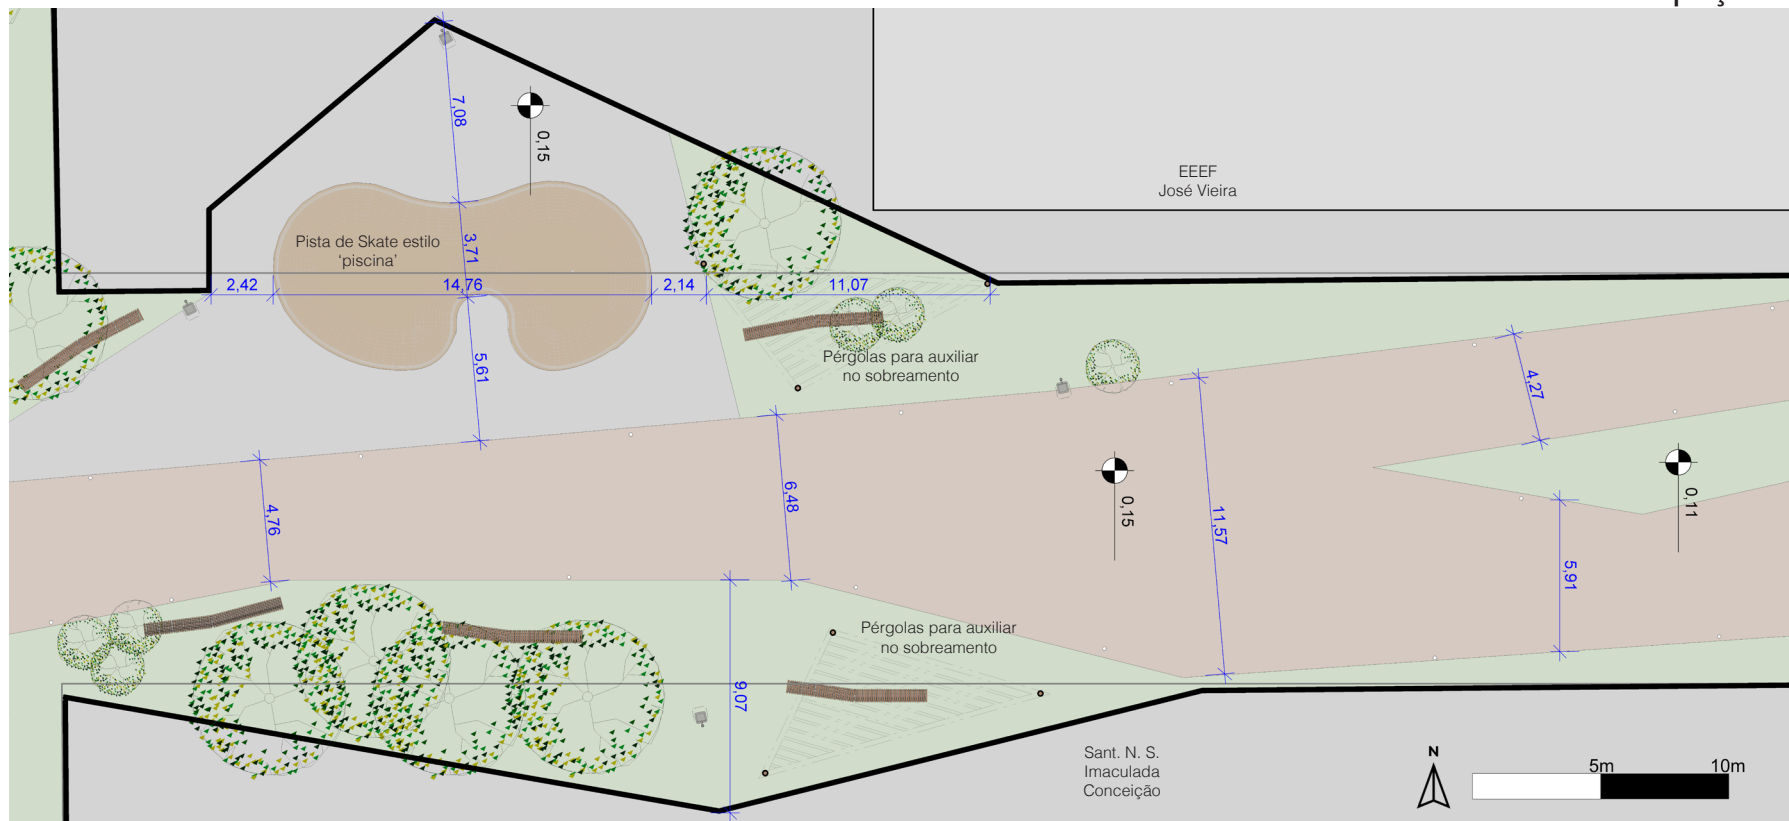 7,08
0,15
EEEF
José Vieira
Pista de Skate estilo
‘piscina’
3,71
2,42
14,76
2,14
11,07
5,61
Pérgolas para auxiliar
no sobreamento
4,27
4,76
6,48
0,15
11,57
0,11
5,91
Pérgolas para auxiliar
no sobreamento
9,07
Sant. N. S.
Imaculada
Conceição
N
5m
10m